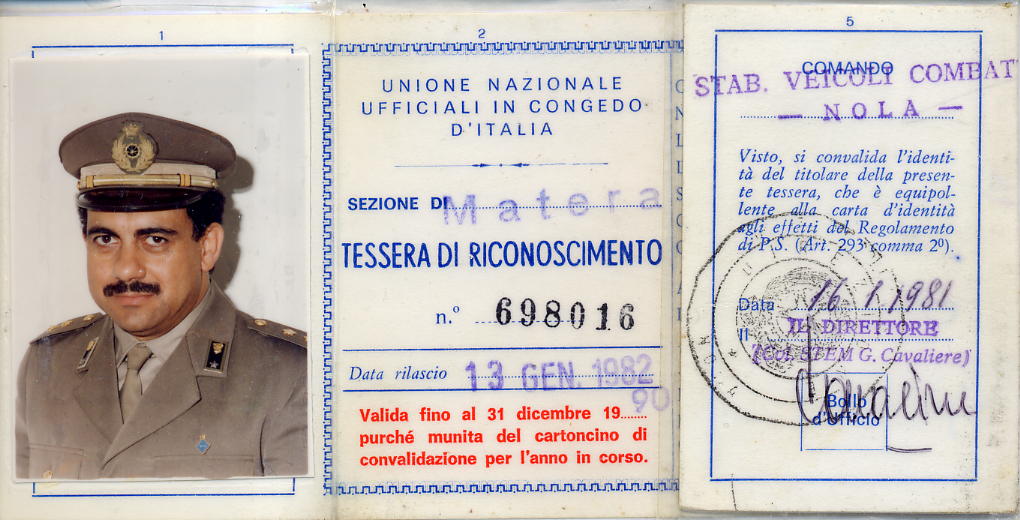 1
2
UNIONE NAZIONALE
UFFICIALI IN CONGEDO
D'ITALIA
SEZIONE DI Matera
TESSERA DI RICONOSCIMENTO
n.° 698016
Data rilascio 13 GEN. 1982
90
Valida fino al 31 dicembre 19......
purché munita del cartoncino di
convalidazione per l'anno in corso.
5
COMANDO
STAB. VEICOLI COMBAT
— NOLA —
Visto, si convalida l'identi-
tà del titolare della presen-
te tessera, che è equipol-
lente alla carta d'identità
agli effetti del Regolamento
di P.S. (Art. 293 comma 2°).
Data 16 1 1981
Il IL DIRETTORE
(Col. STEM G. Cavaliere)
Bollo
d'Ufficio